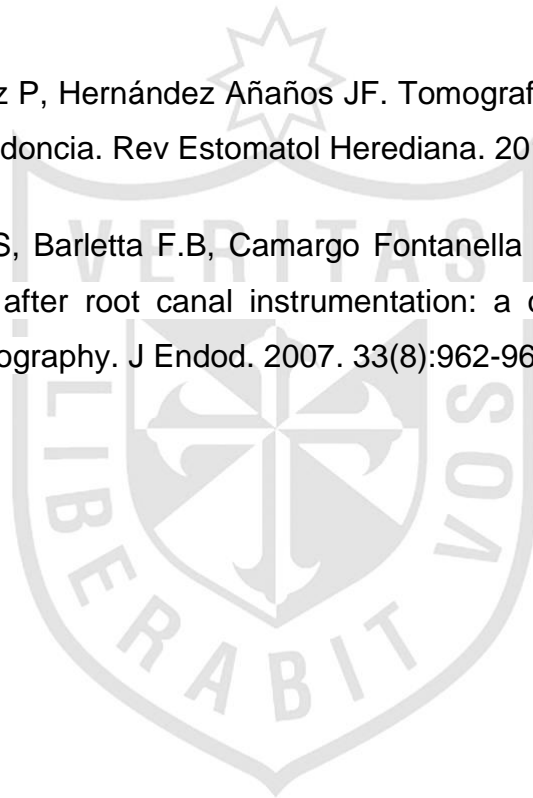 z P, Hernández Añaños JF. Tomograf
doncia. Rev Estomatol Herediana. 20
VERITAS
S, Barletta F.B, Camargo Fontanella
after root canal instrumentation: a
ography. J Endod. 2007. 33(8):962-96
LIBERABIT VOS